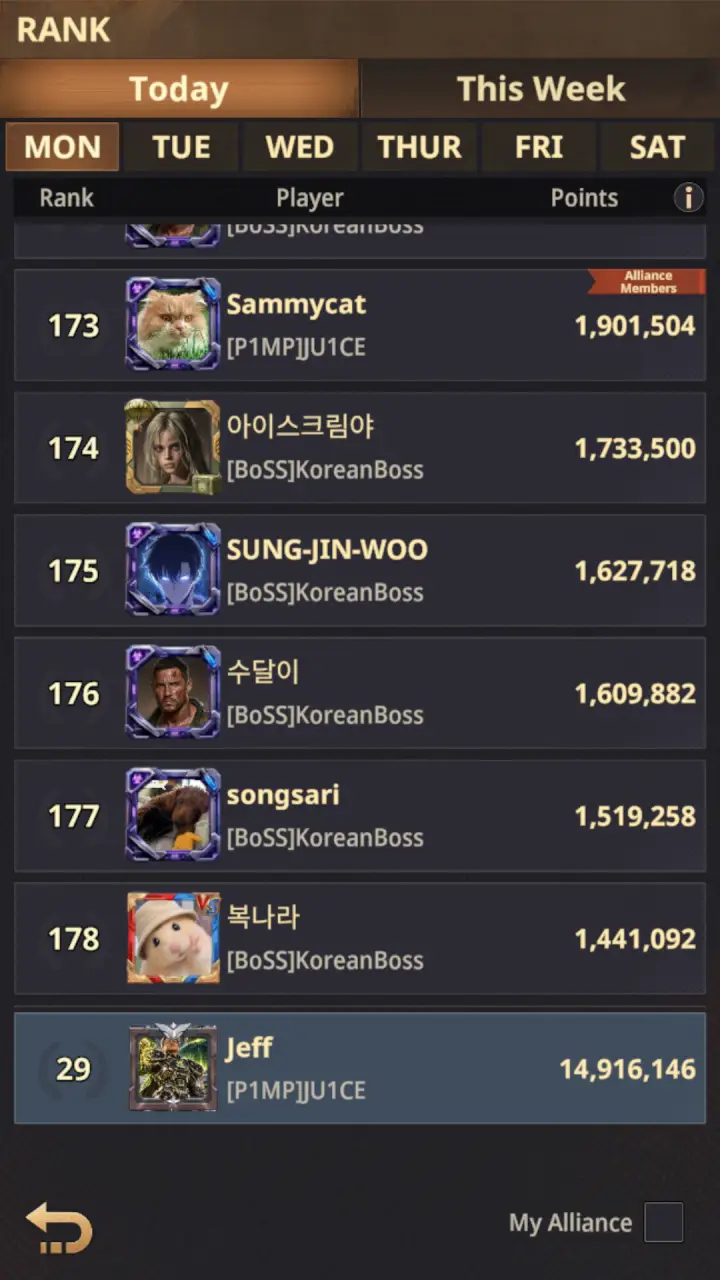 RANK
Today
This Week
MON
TUE
WED
THUR
FRI
SAT
Rank
Player
Points
[BoSS]KoreanBoss
Alliance
Members
173
Sammycat
[P1MP]JU1CE
1,901,504
174
아이스크림야
[BoSS]KoreanBoss
1,733,500
175
SUNG-JIN-WOO
[BoSS]KoreanBoss
1,627,718
176
수달이
[BoSS]KoreanBoss
1,609,882
177
songsari
[BoSS]KoreanBoss
1,519,258
178
복나라
[BoSS]KoreanBoss
1,441,092
29
Jeff
[P1MP]JU1CE
14,916,146
My Alliance